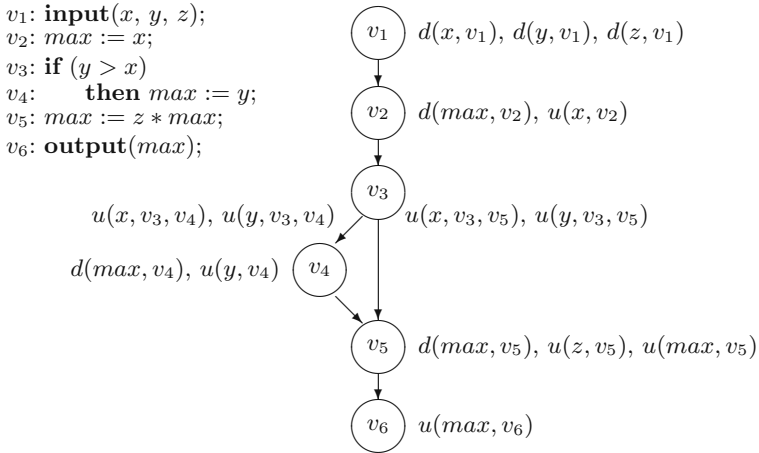 v₁: input(x, y, z);
v₂: max := x;
v₃: if (y > x)
v₄: then max := y;
v₅: max := z ∗ max;
v₆: output(max);
v₁ d(x, v₁), d(y, v₁), d(z, v₁)
v₂ d(max, v₂), u(x, v₂)
v₃
u(x, v₃, v₄), u(y, v₃, v₄) u(x, v₃, v₅), u(y, v₃, v₅)
d(max, v₄), u(y, v₄) v₄
v₅ d(max, v₅), u(z, v₅), u(max, v₅)
v₆ u(max, v₆)